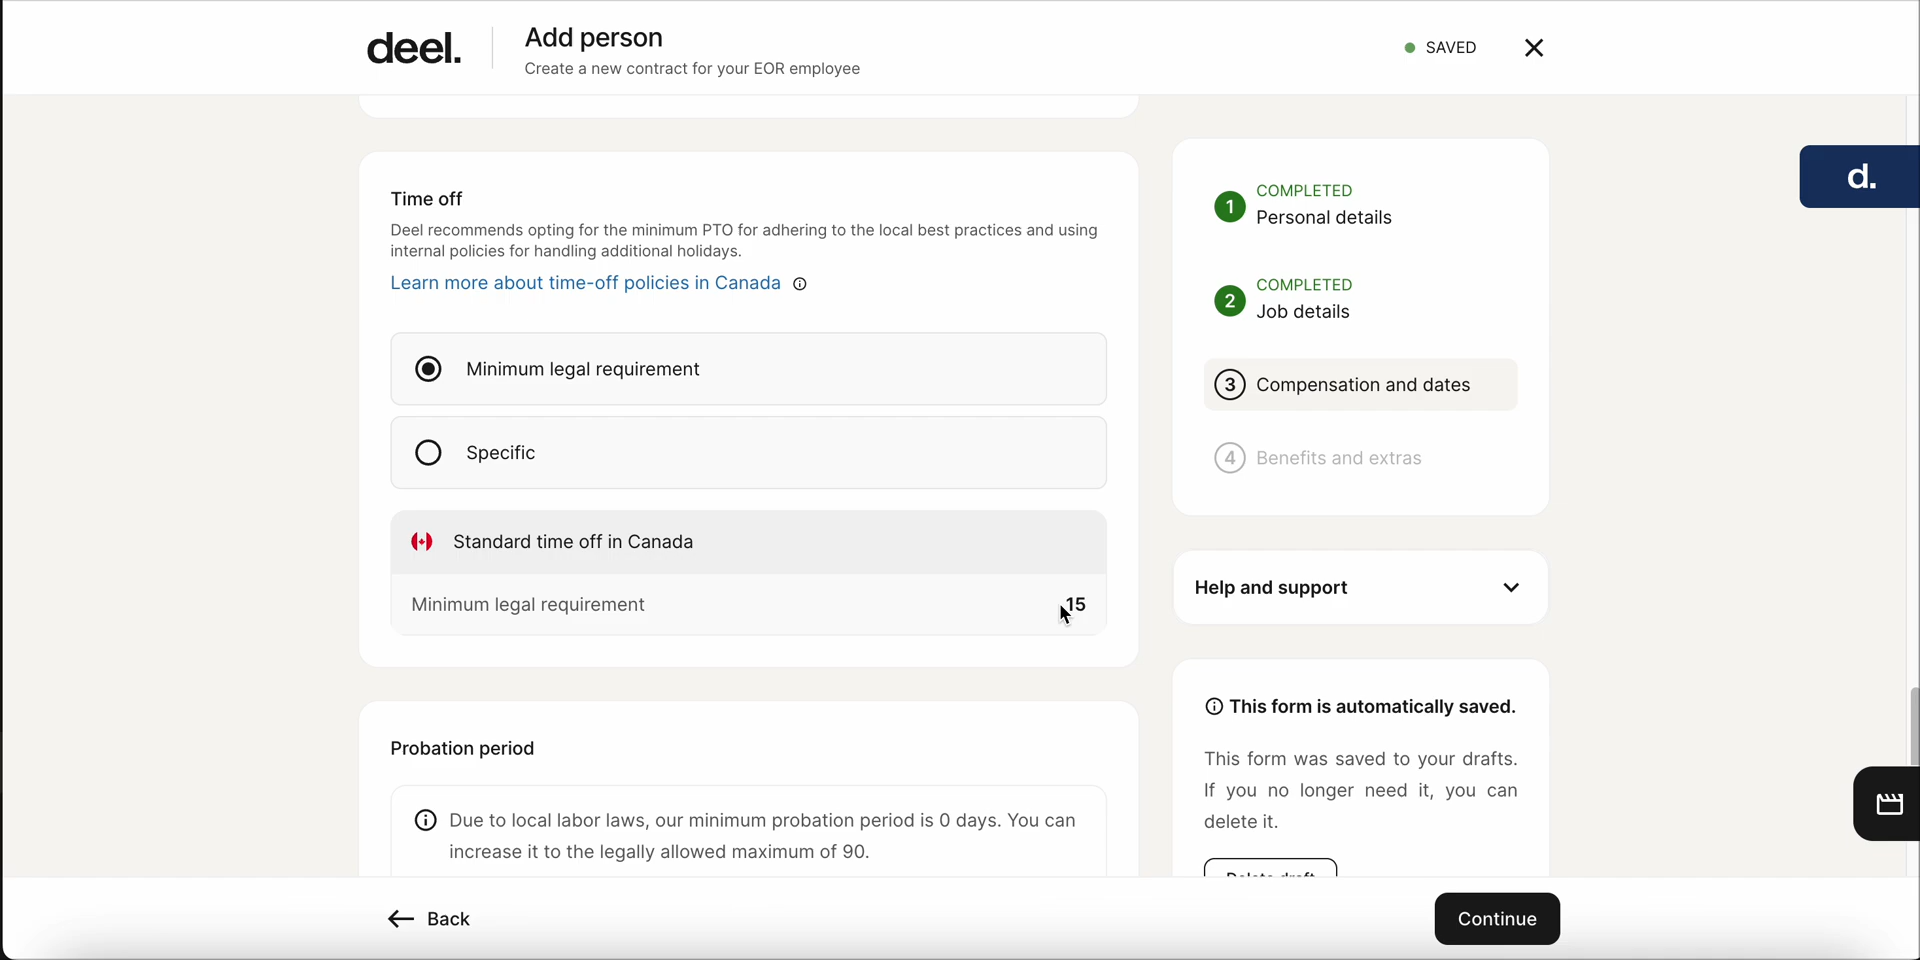 deel.
Add person
Create a new contract for your EOR employee
SAVED
Time off
Deel recommends opting for the minimum PTO for adhering to the local best practices and using
internal policies for handling additional holidays.
Learn more about time-off policies in Canada
Minimum legal requirement
Specific
Standard time off in Canada
Minimum legal requirement
15
Probation period
Due to local labor laws, our minimum probation period is 0 days. You can
increase it to the legally allowed maximum of 90.
1
COMPLETED
Personal details
2
COMPLETED
Job details
3 Compensation and dates
4 Benefits and extras
Help and support
This form is automatically saved.
This form was saved to your drafts.
If you no longer need it, you can
delete it.
Delete draft
d.
Back
Continue